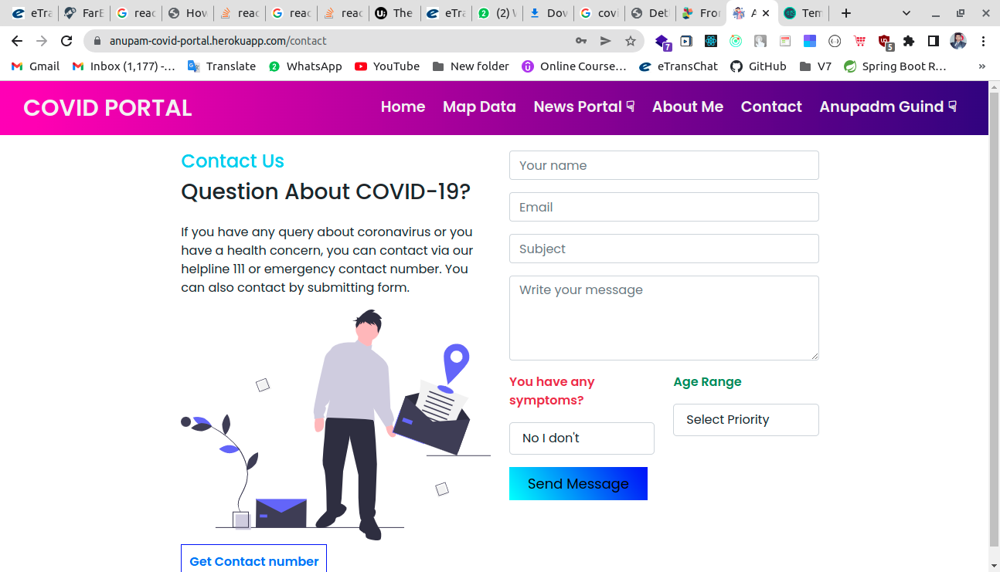 eTra
FarE
reac
How
reac
reac
reac
The
eTra
(2) W
Dow
covi
Det
Fror
A
Tem
anupam-covid-portal.herokuapp.com/contact
7
5
Gmail
Inbox (1,177) -...
Translate
2
WhatsApp
YouTube
New folder
Online Course...
eTransChat
GitHub
V7
Spring Boot R...
»
COVID PORTAL
Home
Map Data
News Portal ☟
About Me
Contact
Anupadm Guind ☟
Contact Us
Question About COVID-19?
If you have any query about coronavirus or you
have a health concern, you can contact via our
helpline 111 or emergency contact number. You
can also contact by submitting form.
Get Contact number
Your name
Email
Subject
Write your message
You have any
symptoms?
No I don't
Age Range
Select Priority
Send Message